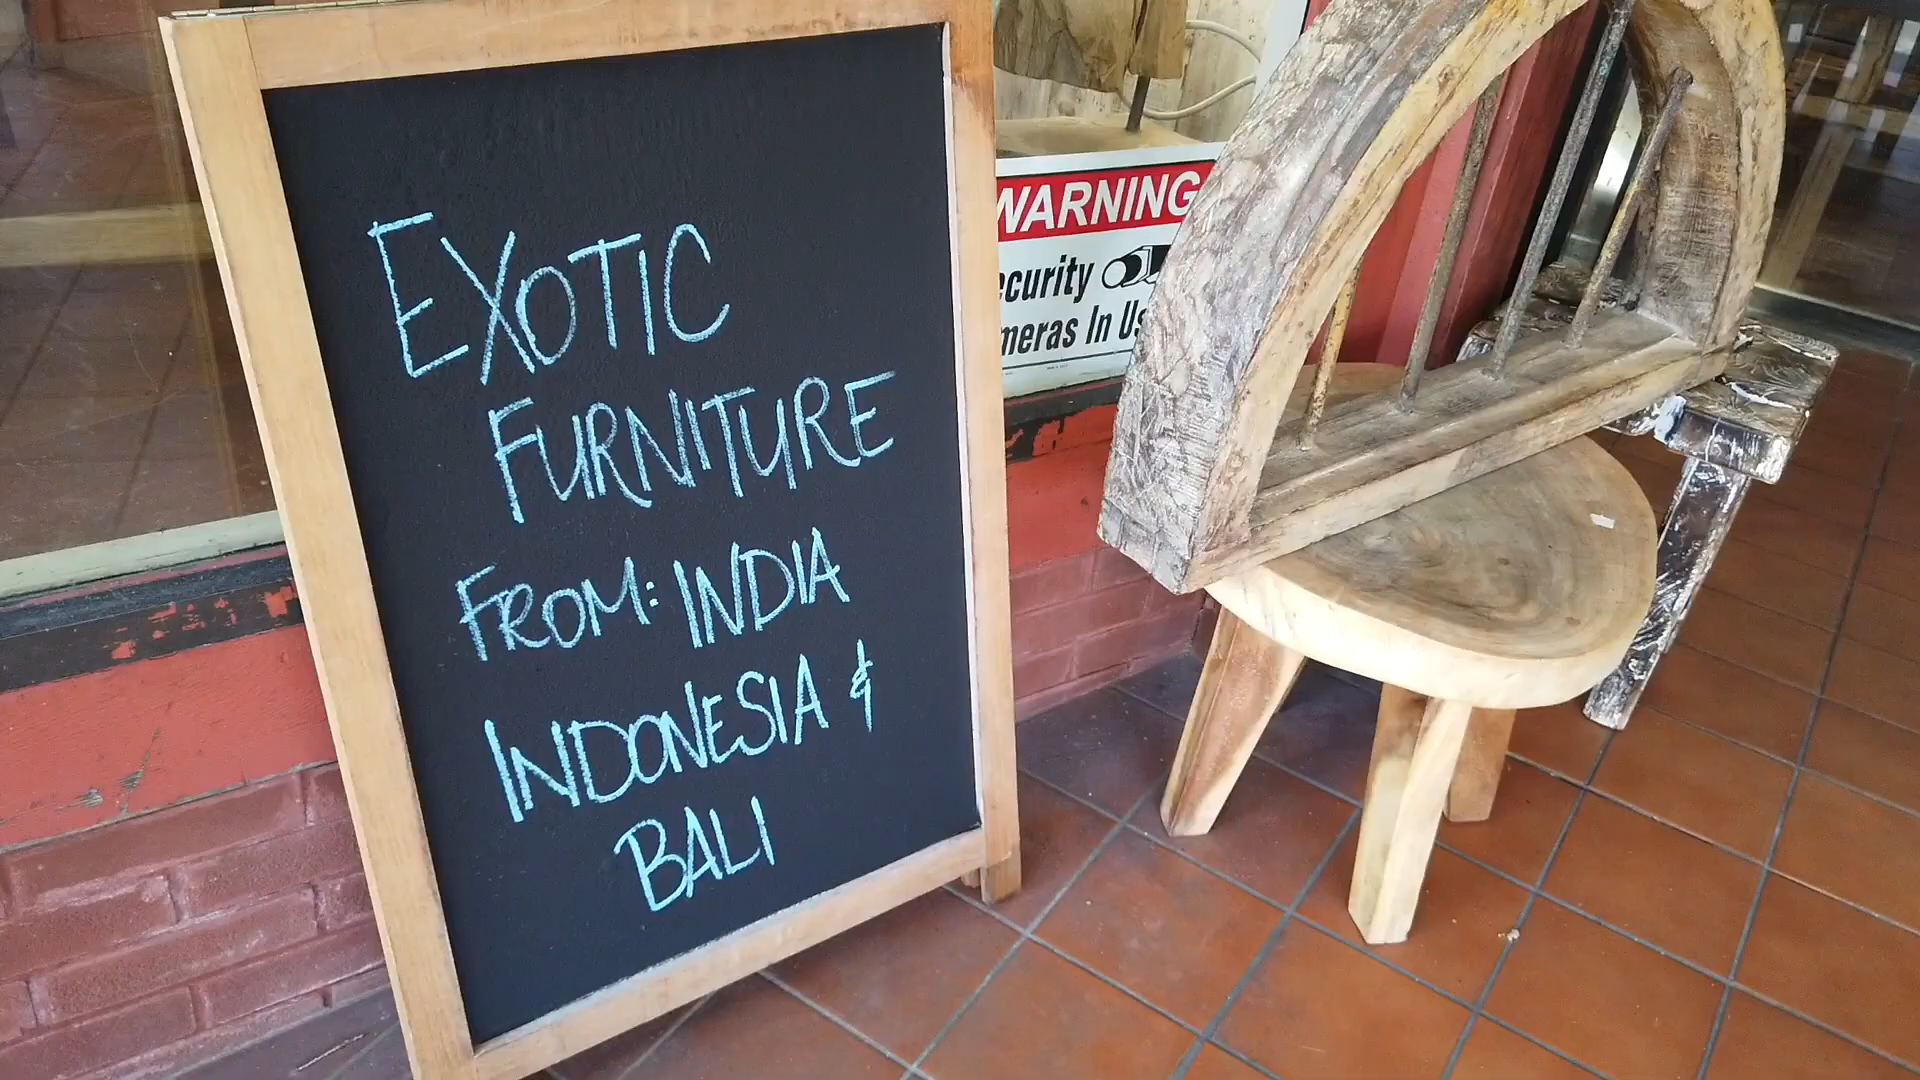 EXOTIC
FURNITURE
FROM: INDIA
INDONESIA &
BALI
WARNING
ecurity
meras In Us